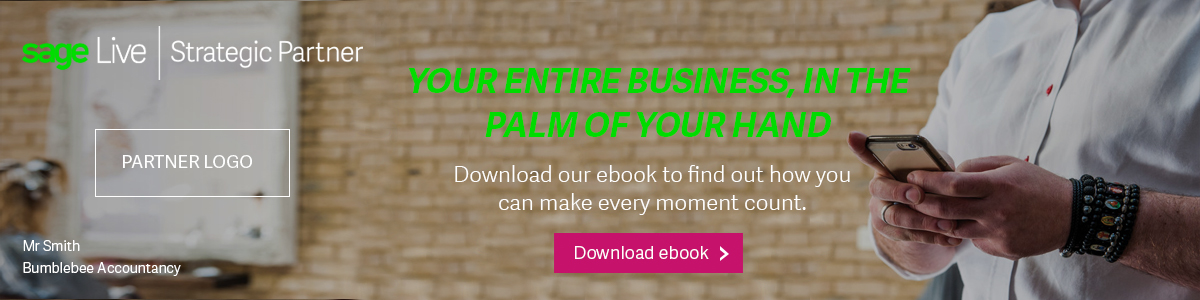 sage Live | Strategic Partner
YOUR ENTIRE BUSINESS, IN THE
PALM OF YOUR HAND
PARTNER LOGO
Download our ebook to find out how you
can make every moment count.
Download ebook
Mr Smith
Bumblebee Accountancy